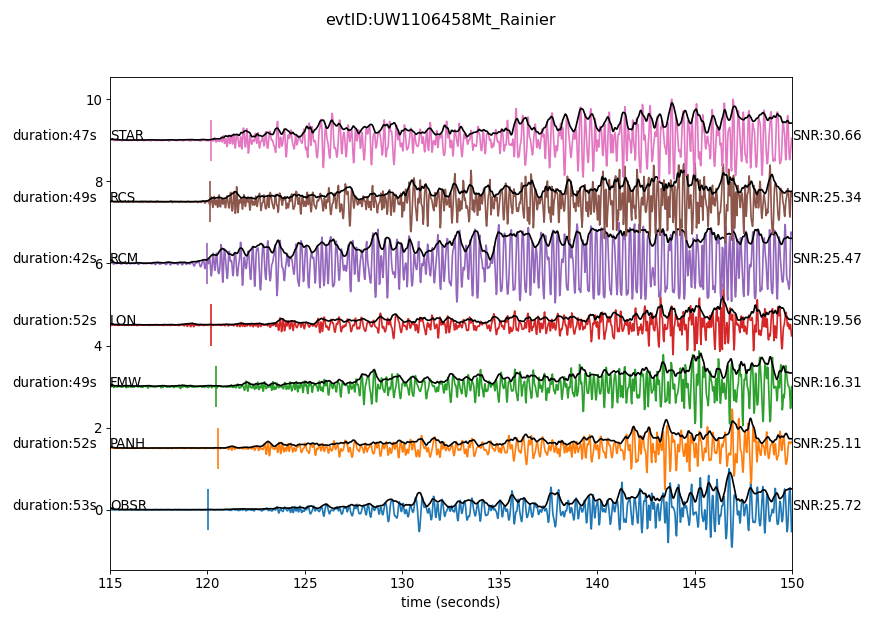 evtID:UW1106458Mt_Rainier
10
duration:47s STAR SNR:30.66
8
duration:49s RCS SNR:25.34
duration:42s RCM SNR:25.47
6
duration:52s LON SNR:19.56
4
duration:49s FMW SNR:16.31
2
duration:52s PANH SNR:25.11
duration:53s OBSR SNR:25.72
0
115 120 125 130 135 140 145 150
time (seconds)